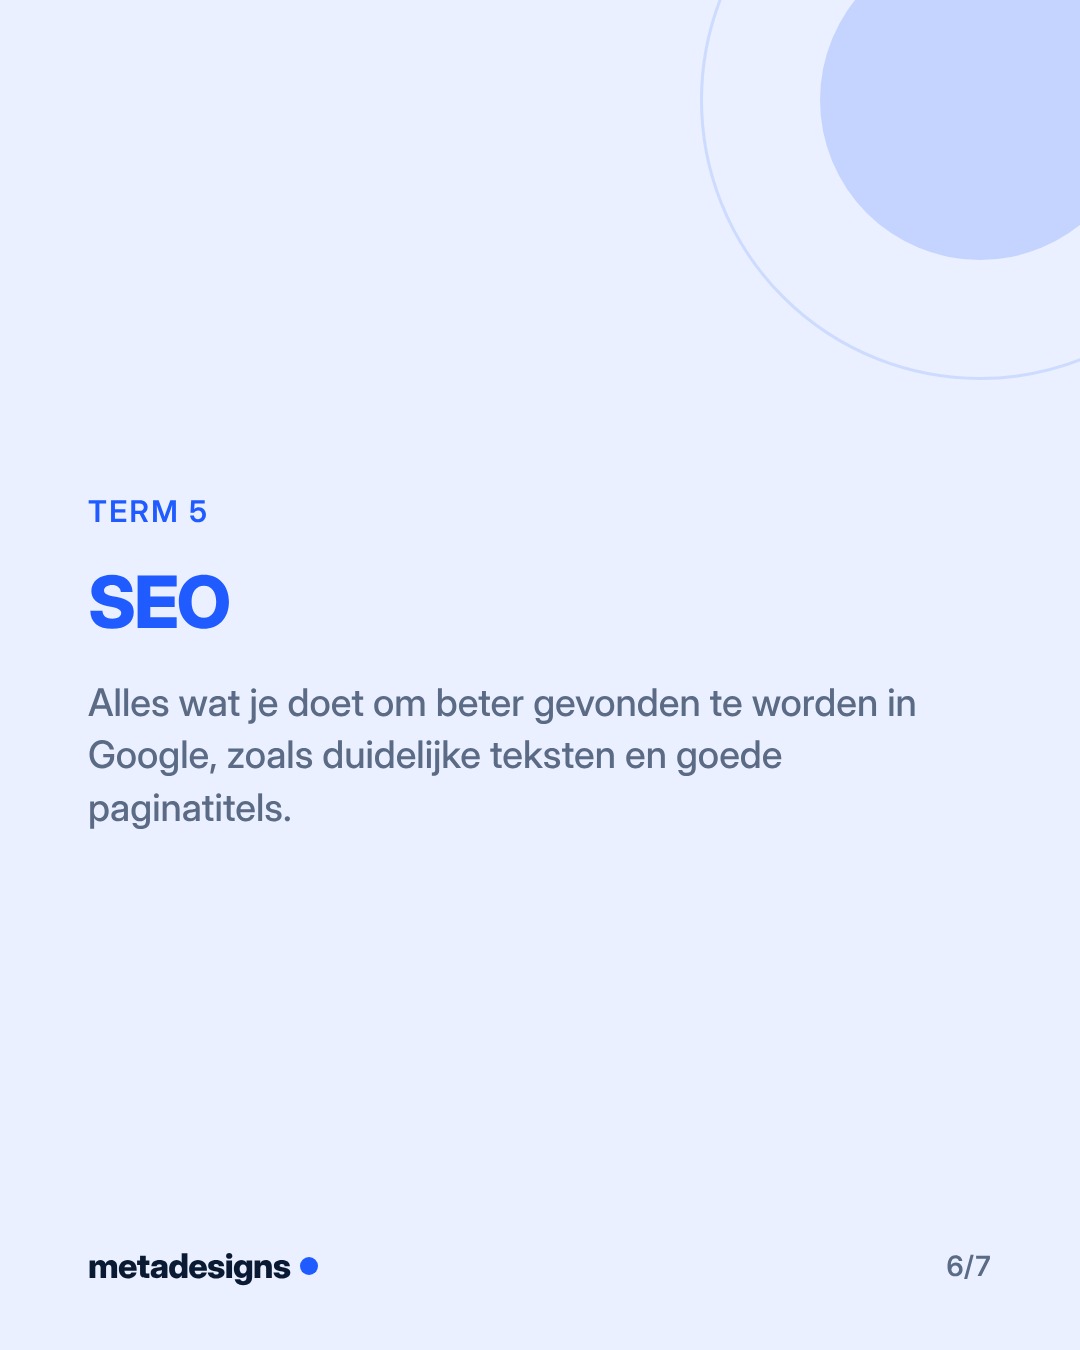 TERM 5
SEO
Alles wat je doet om beter gevonden te worden in
Google, zoals duidelijke teksten en goede
paginatitels.
metadesigns
6/7